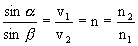 sin α / sin β = v₁ / v₂ = n = n₂ / n₁